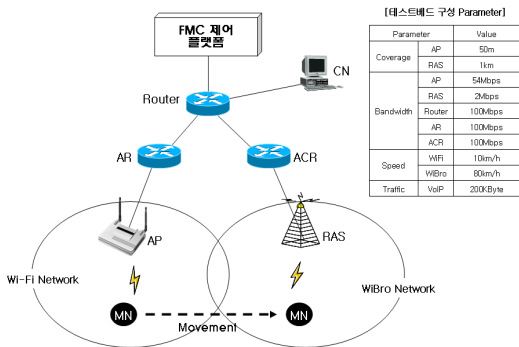 [테스트베드 구성 Parameter]
FMC 제어
플랫폼
CN
Router
AR
ACR
AP
RAS
Wi-Fi Network
WiBro Network
MN
MN
Movement
Parameter Value
Coverage AP 50m
RAS 1km
Bandwidth AP 54Mbps
RAS 2Mbps
Router 100Mbps
AR 100Mbps
ACR 100Mbps
Speed WiFi 10km/h
WiBro 80km/h
Traffic VoIP 200KByte